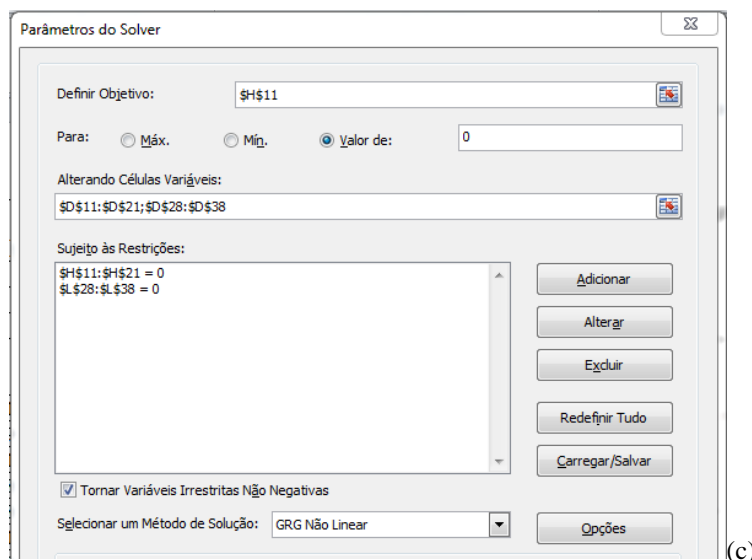 Parâmetros do Solver
Definir Objetivo: $H$11
Para: Máx. Mín. Valor de: 0
Alterando Células Variáveis:
$D$11:$D$21;$D$28:$D$38
Sujeito às Restrições:
$H$11:$H$21 = 0
$L$28:$L$38 = 0
Adicionar
Alterar
Excluir
Redefinir Tudo
Carregar/Salvar
Tornar Variáveis Irrestritas Não Negativas
Selecionar um Método de Solução: GRG Não Linear Opções
(c)